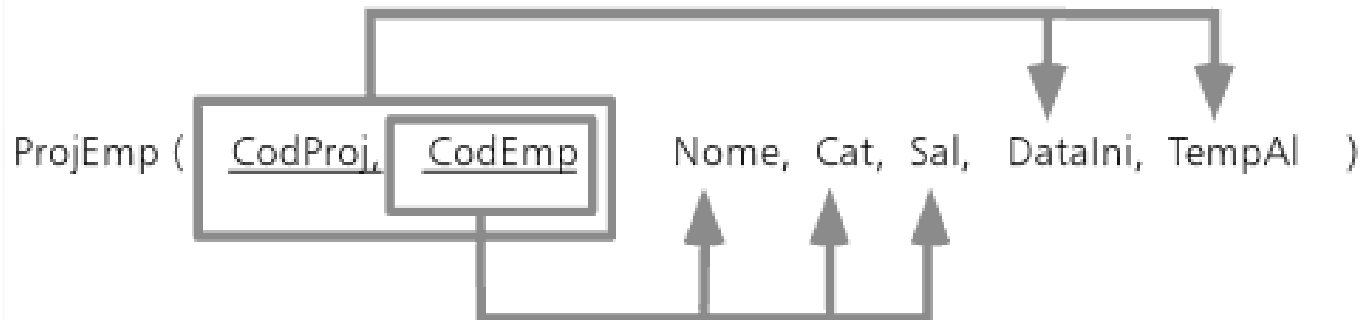 ProjEmp ( CodProj, CodEmp Nome, Cat, Sal, DataIni, TempAl )